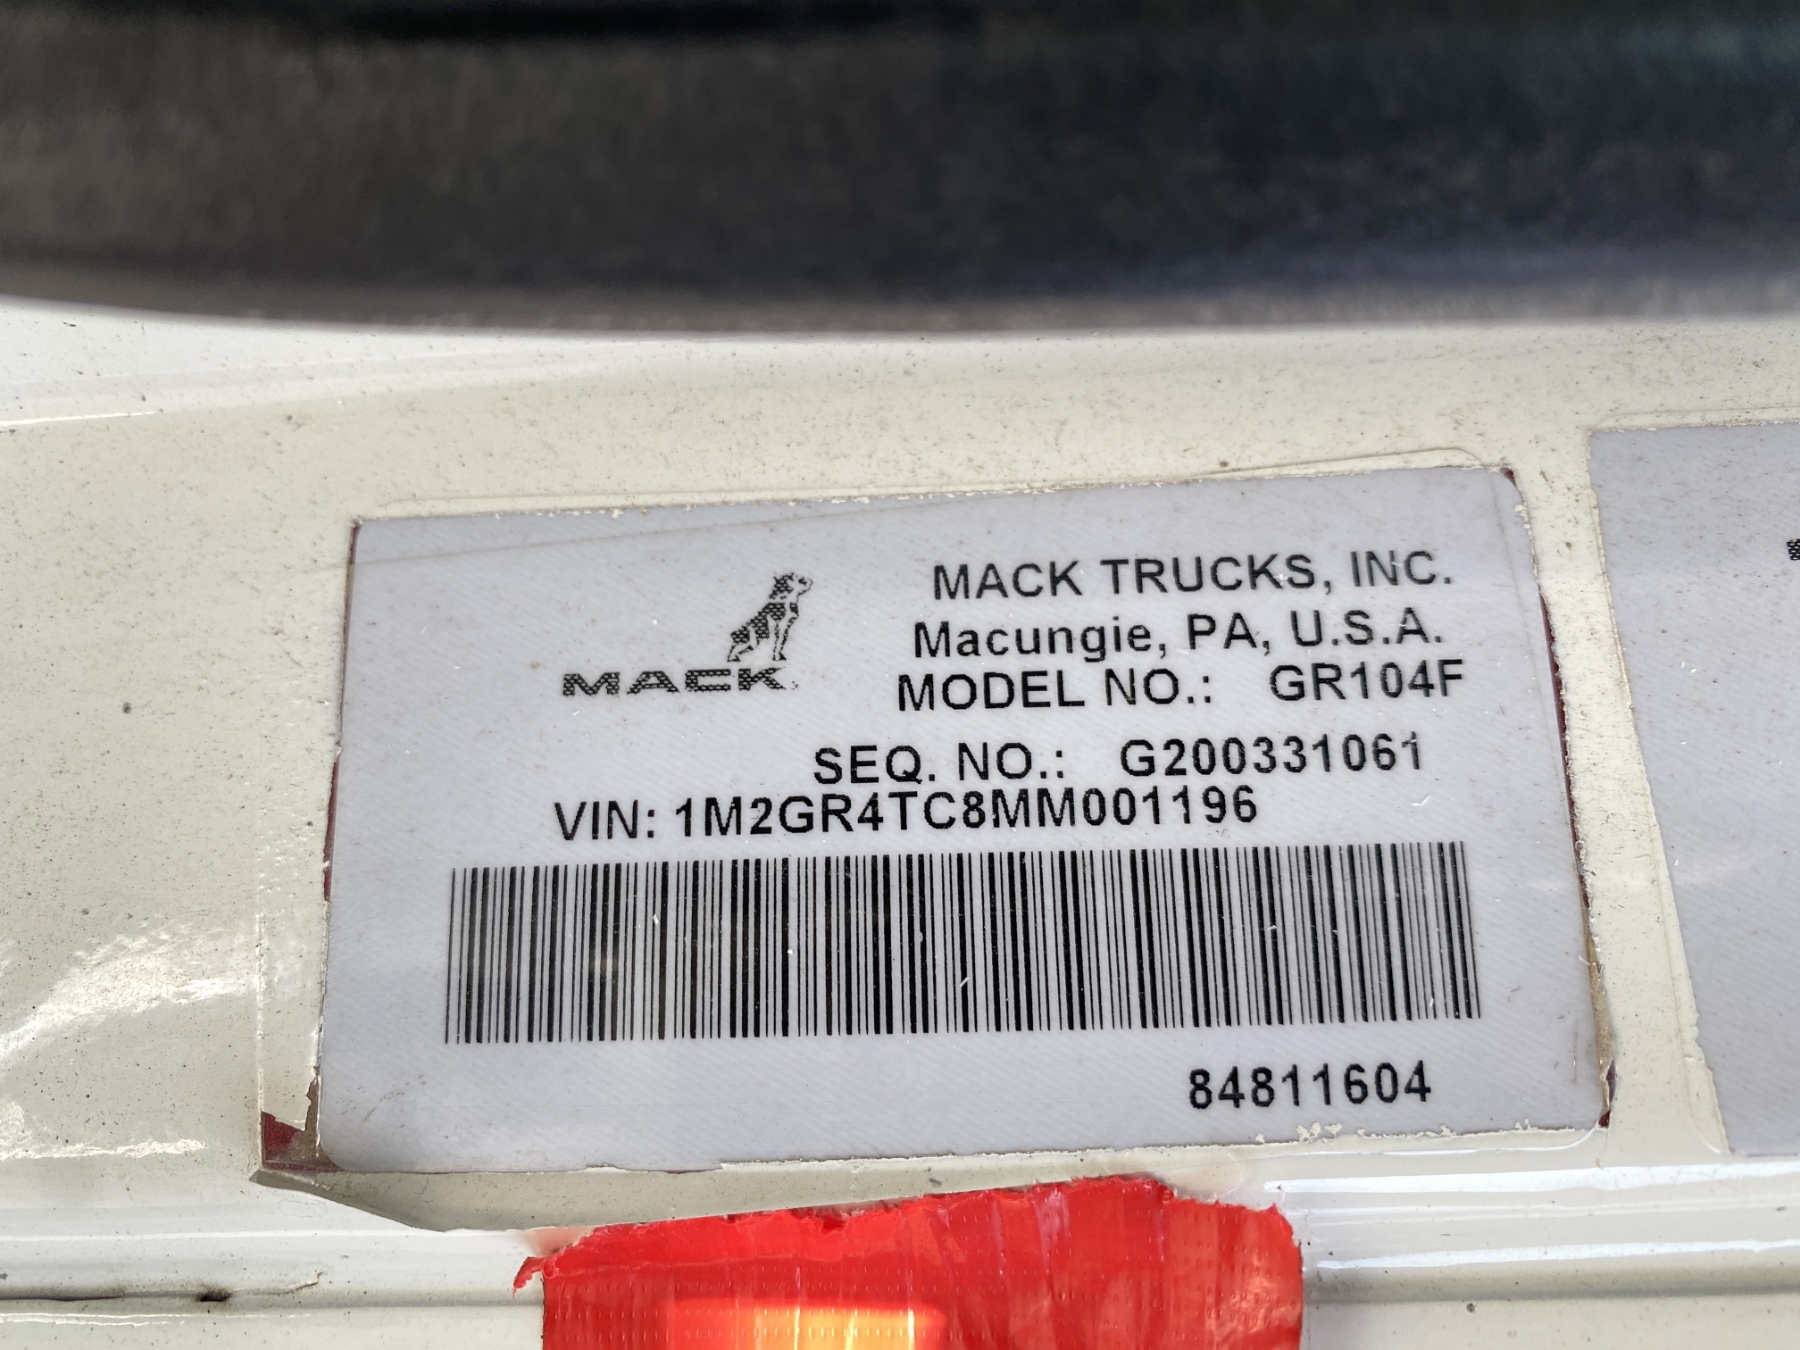 MACK
MACK TRUCKS, INC.
Macungie, PA, U.S.A.
MODEL NO.: GR104F
SEQ. NO.: G200331061
VIN: 1M2GR4TC8MM001196
84811604